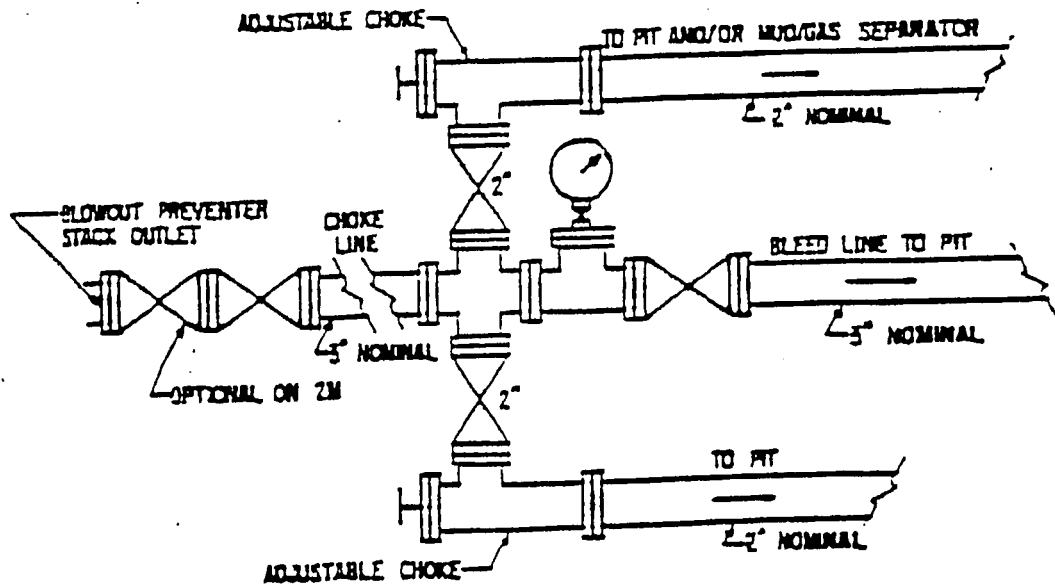 ADJUSTABLE CHOKE
TO PIT AND/OR MUD/GAS SEPARATOR
2" NOMINAL
2"
BLOWOUT PREVENTER
STACK OUTLET
CHOKE
LINE
BLEED LINE TO PIT
3" NOMINAL
3" NOMINAL
OPTIONAL ON 2M
2"
TO PIT
2" NOMINAL
ADJUSTABLE CHOKE